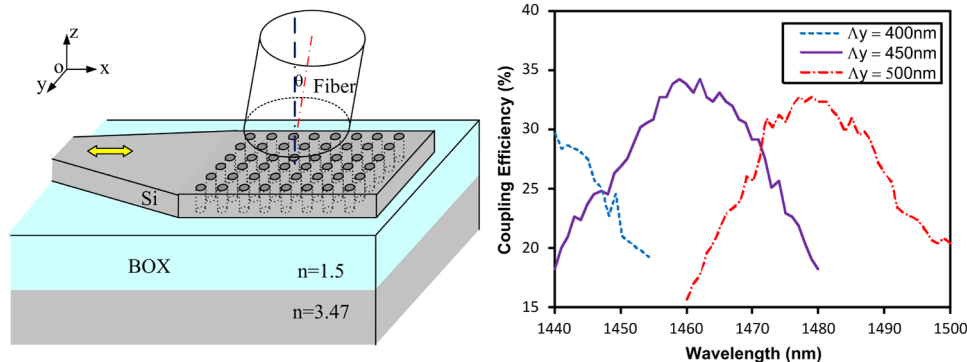 z
o
x
y
θ
Fiber
Si
BOX
n=1.5
n=3.47
Coupling Efficiency (%)
40
35
30
25
20
15
Λy = 400nm
Λy = 450nm
Λy = 500nm
1440 1450 1460 1470 1480 1490 1500
Wavelength (nm)